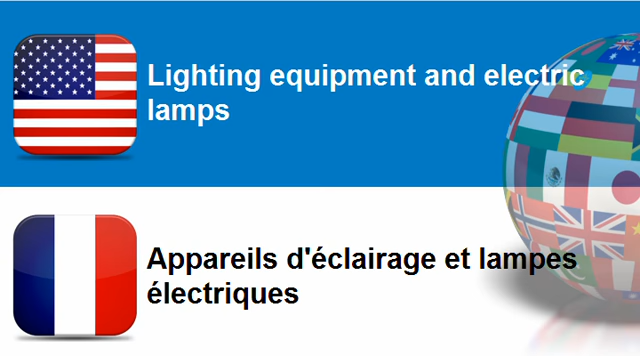 Lighting equipment and electric
lamps
Appareils d'éclairage et lampes
électriques